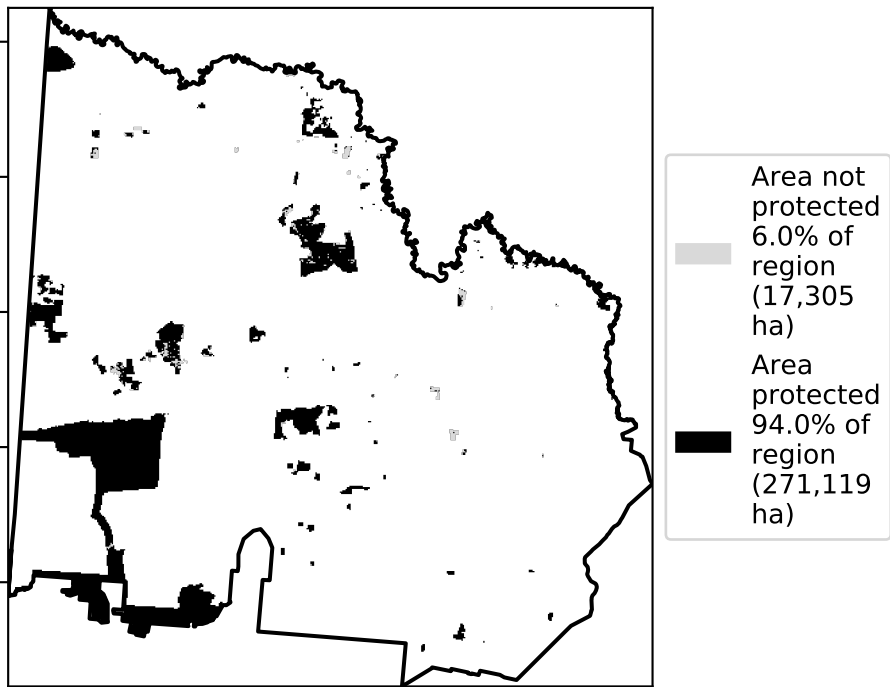 Area not
protected
6.0% of
region
(17,305
ha)
Area
protected
94.0% of
region
(271,119
ha)